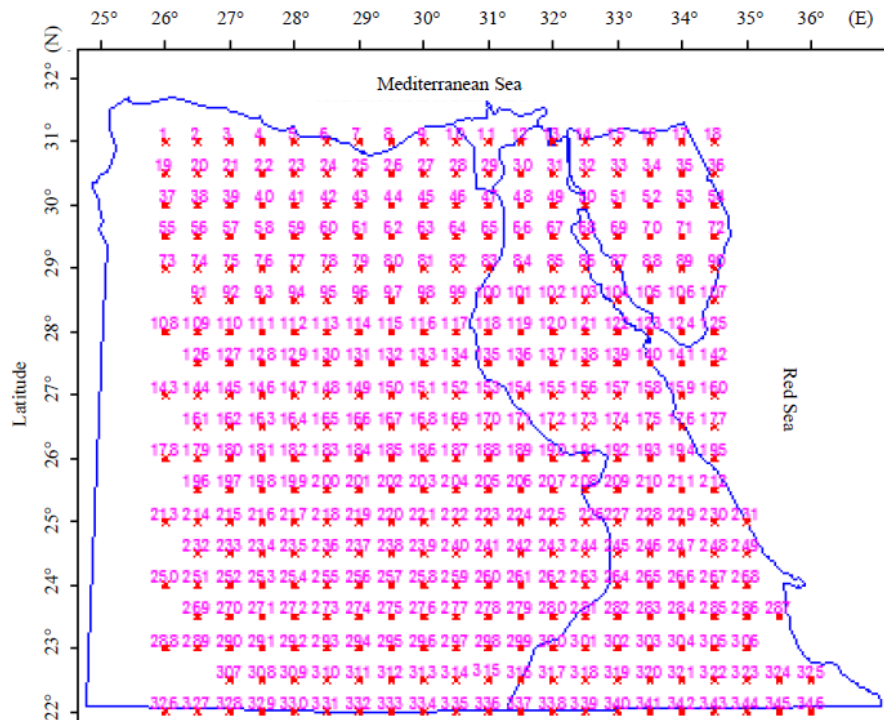 25° 26° 27° 28° 29° 30° 31° 32° 33° 34° 35° 36° (E)
(N)
32°
Mediterranean Sea
31°
1 2 3 4 5 6 7 8 9 10 11 12 13 14 15 16 17 18
19 20 21 22 23 24 25 26 27 28 29 30 31 32 33 34 35 36
30°
37 38 39 40 41 42 43 44 45 46 47 48 49 50 51 52 53 54
55 56 57 58 59 60 61 62 63 64 65 66 67 68 69 70 71 72
29°
73 74 75 76 77 78 79 80 81 82 83 84 85 86 87 88 89 90
91 92 93 94 95 96 97 98 99 100 101 102 103 104 105 106 107
28°
108 109 110 111 112 113 114 115 116 117 118 119 120 121 122 123 124 125
126 127 128 129 130 131 132 133 134 135 136 137 138 139 140 141 142
27°
143 144 145 146 147 148 149 150 151 152 153 154 155 156 157 158 159 160
Latitude
Red Sea
161 162 163 164 165 166 167 168 169 170 171 172 173 174 175 176 177
26°
178 179 180 181 182 183 184 185 186 187 188 189 190 191 192 193 194 195
196 197 198 199 200 201 202 203 204 205 206 207 208 209 210 211 212
25°
213 214 215 216 217 218 219 220 221 222 223 224 225 226 227 228 229 230 231
232 233 234 235 236 237 238 239 240 241 242 243 244 245 246 247 248 249
24°
250 251 252 253 254 255 256 257 258 259 260 261 262 263 264 265 266 267 268
269 270 271 272 273 274 275 276 277 278 279 280 281 282 283 284 285 286 287
23°
288 289 290 291 292 293 294 295 296 297 298 299 300 301 302 303 304 305 306
307 308 309 310 311 312 313 314 315 316 317 318 319 320 321 322 323 324 325
22°
326 327 328 329 330 331 332 333 334 335 336 337 338 339 340 341 342 343 344 345 346